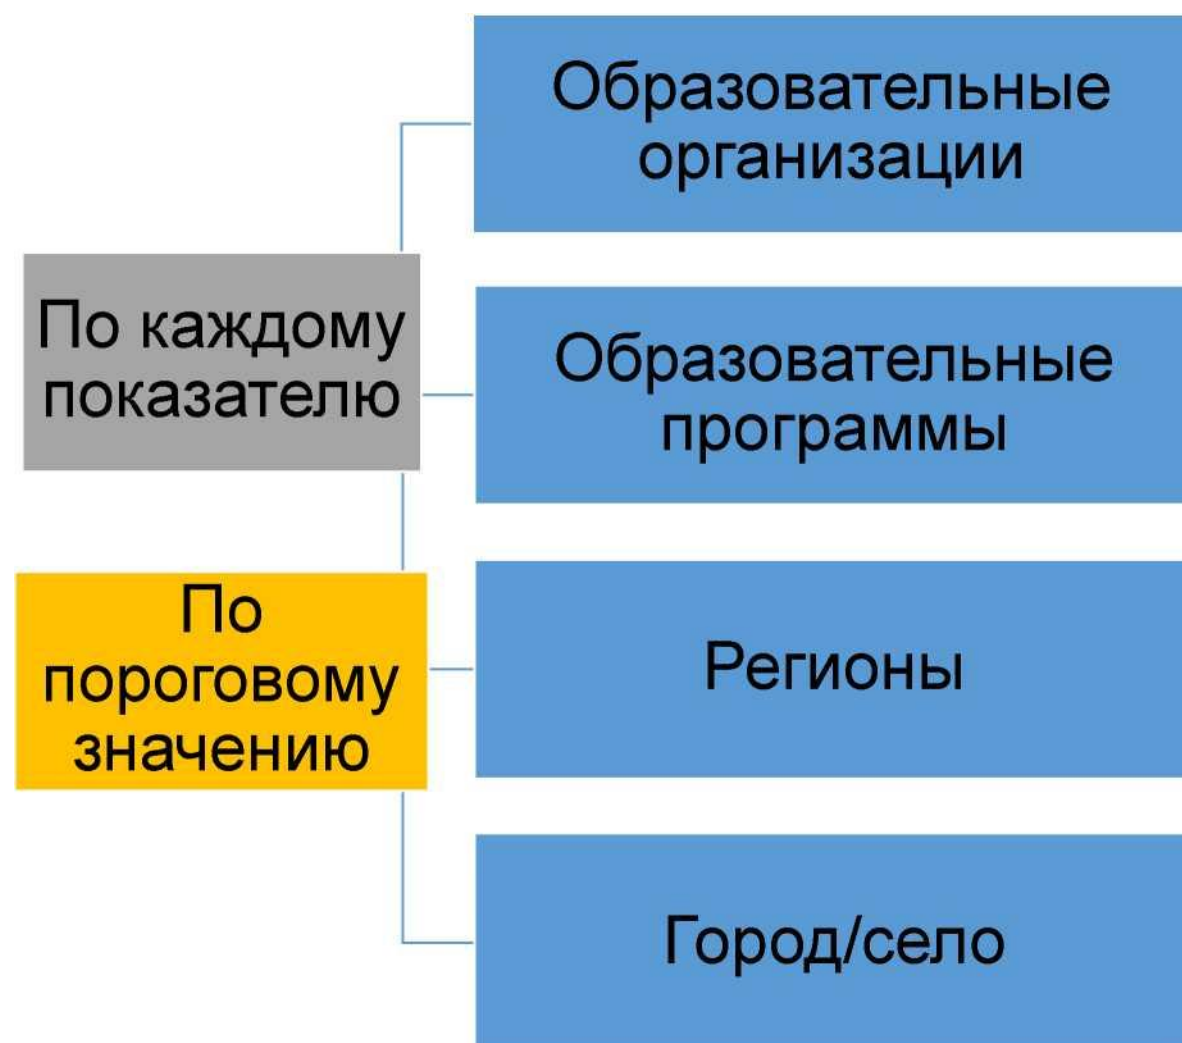 Образовательные
организации
По каждому
показателю
Образовательные
программы
По
пороговому
значению
Регионы
Город/село